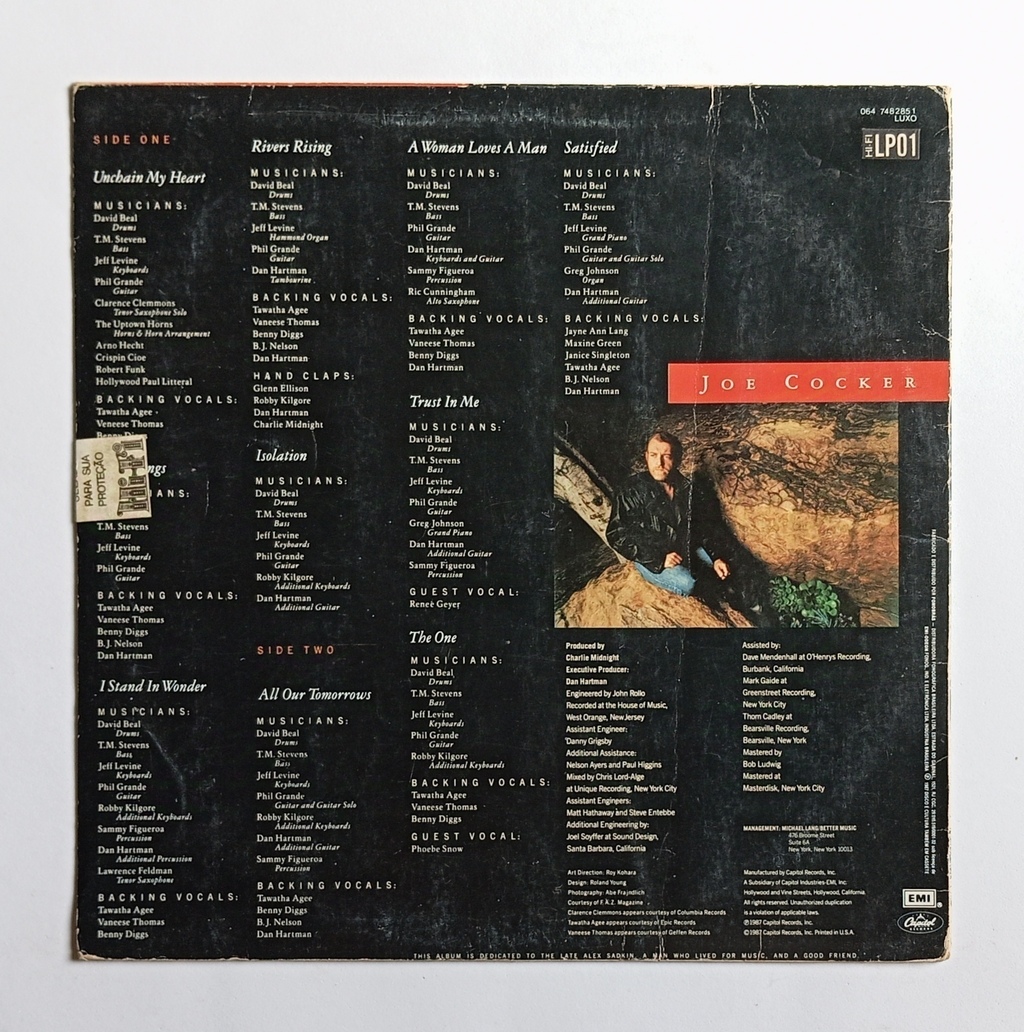 SIDE ONE
Unchain My Heart
MUSICIANS:
David Beal
Drums
T.M. Stevens
Bass
Jeff Levine
Keyboards
Phil Grande
Guitar
Clarence Clemmons
Tenor Saxophone Solo
The Uptown Horns
Horns & Horn Arrangement
Arno Hecht
Crispin Cioe
Robert Funk
Hollywood Paul Litteral
BACKING VOCALS:
Tawatha Agee
Veneese Thomas
PARA SUA
PROTEÇÃO
Hi-Fi
T.M. Stevens
Bass
Jeff Levine
Keyboards
Phil Grande
Guitar
BACKING VOCALS:
Tawatha Agee
Vaneese Thomas
Benny Diggs
B.J. Nelson
Dan Hartman
I Stand In Wonder
MUSICIANS:
David Beal
Drums
T.M. Stevens
Bass
Jeff Levine
Keyboards
Phil Grande
Guitar
Robby Kilgore
Additional Keyboards
Sammy Figueroa
Percussion
Dan Hartman
Additional Percussion
Lawrence Feldman
Tenor Saxophone
BACKING VOCALS:
Tawatha Agee
Vaneese Thomas
Benny Diggs
Rivers Rising
MUSICIANS:
David Beal
Drums
T.M. Stevens
Bass
Jeff Levine
Hammond Organ
Phil Grande
Guitar
Dan Hartman
Tambourine
BACKING VOCALS:
Tawatha Agee
Vaneese Thomas
Benny Diggs
B.J. Nelson
Dan Hartman
HAND CLAPS:
Glenn Ellison
Robby Kilgore
Dan Hartman
Charlie Midnight
Isolation
MUSICIANS:
David Beal
Drums
T.M. Stevens
Bass
Jeff Levine
Keyboards
Phil Grande
Guitar
Robby Kilgore
Additional Keyboards
Dan Hartman
Additional Guitar
SIDE TWO
All Our Tomorrows
MUSICIANS:
David Beal
Drums
T.M. Stevens
Bass
Jeff Levine
Keyboards
Phil Grande
Guitar and Guitar Solo
Robby Kilgore
Additional Keyboards
Dan Hartman
Additional Guitar
Sammy Figueroa
Percussion
BACKING VOCALS:
Tawatha Agee
Benny Diggs
B.J. Nelson
Dan Hartman
A Woman Loves A Man
MUSICIANS:
David Beal
Drums
T.M. Stevens
Bass
Phil Grande
Guitar
Dan Hartman
Keyboards and Guitar
Sammy Figueroa
Percussion
Ric Cunningham
Alto Saxophone
BACKING VOCALS:
Tawatha Agee
Vaneese Thomas
Benny Diggs
Dan Hartman
Trust In Me
MUSICIANS:
David Beal
Drums
T.M. Stevens
Bass
Jeff Levine
Keyboards
Phil Grande
Guitar
Greg Johnson
Grand Piano
Dan Hartman
Additional Guitar
Sammy Figueroa
Percussion
GUEST VOCAL:
Reneé Geyer
The One
MUSICIANS:
David Beal
Drums
T.M. Stevens
Bass
Jeff Levine
Keyboards
Phil Grande
Guitar
Robby Kilgore
Additional Keyboards
BACKING VOCALS:
Tawatha Agee
Vaneese Thomas
Benny Diggs
GUEST VOCAL:
Phoebe Snow
Satisfied
MUSICIANS:
David Beal
Drums
T.M. Stevens
Bass
Jeff Levine
Grand Piano
Phil Grande
Guitar and Guitar Solo
Greg Johnson
Organ
Dan Hartman
Additional Guitar
BACKING VOCALS:
Jayne Ann Lang
Maxine Green
Janice Singleton
Tawatha Agee
B.J. Nelson
Dan Hartman
064 7482851
LUXO
HI-FI LP01
JOE COCKER
Produced by
Charlie Midnight
Executive Producer:
Dan Hartman
Engineered by John Rollo
Recorded at the House of Music,
West Orange, New Jersey
Assistant Engineer:
Danny Grigsby
Additional Assistance:
Nelson Ayers and Paul Higgins
Mixed by Chris Lord-Alge
at Unique Recording, New York City
Assistant Engineers:
Matt Hathaway and Steve Entebbe
Additional Engineering by:
Joel Soyffer at Sound Design,
Santa Barbara, California
Assisted by:
Dave Mendenhall at O'Henrys Recording,
Burbank, California
Mark Gaide at
Greenstreet Recording,
New York City
Thom Cadley at
Bearsville Recording,
Bearsville, New York
Mastered by
Bob Ludwig
Mastered at
Masterdisk, New York City
MANAGEMENT: MICHAEL LANG/BETTER MUSIC
476 Broome Street
Suite 6A
New York, New York 10013
Art Direction: Roy Kohara
Design: Roland Young
Photography: Abe Frajndlich
Courtesy of F.A.Z. Magazine
Clarence Clemmons appears courtesy of Columbia Records
Tawatha Agee appears courtesy of Epic Records
Vaneese Thomas appears courtesy of Geffen Records
Manufactured by Capitol Records, Inc.
A Subsidiary of Capitol Industries-EMI, Inc.
Hollywood and Vine Streets, Hollywood, California.
All rights reserved. Unauthorized duplication
is a violation of applicable laws.
℗1987 Capitol Records, Inc.
©1987 Capitol Records, Inc. Printed in U.S.A.
EMI®
Capitol
RECORDS
THIS ALBUM IS DEDICATED TO THE LATE ALEX SADKIN, A MAN WHO LIVED FOR MUSIC, AND A GOOD FRIEND.